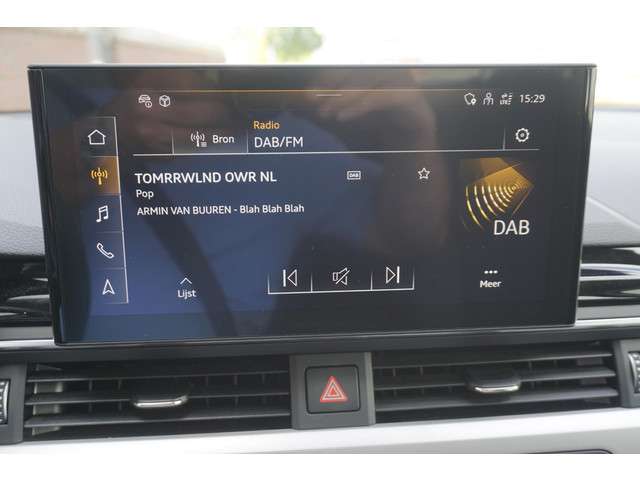 15:29
Radio
Bron DAB/FM
TOMRRWLND OWR NL
DAB
Pop
ARMIN VAN BUUREN - Blah Blah Blah
DAB
Lijst
Meer